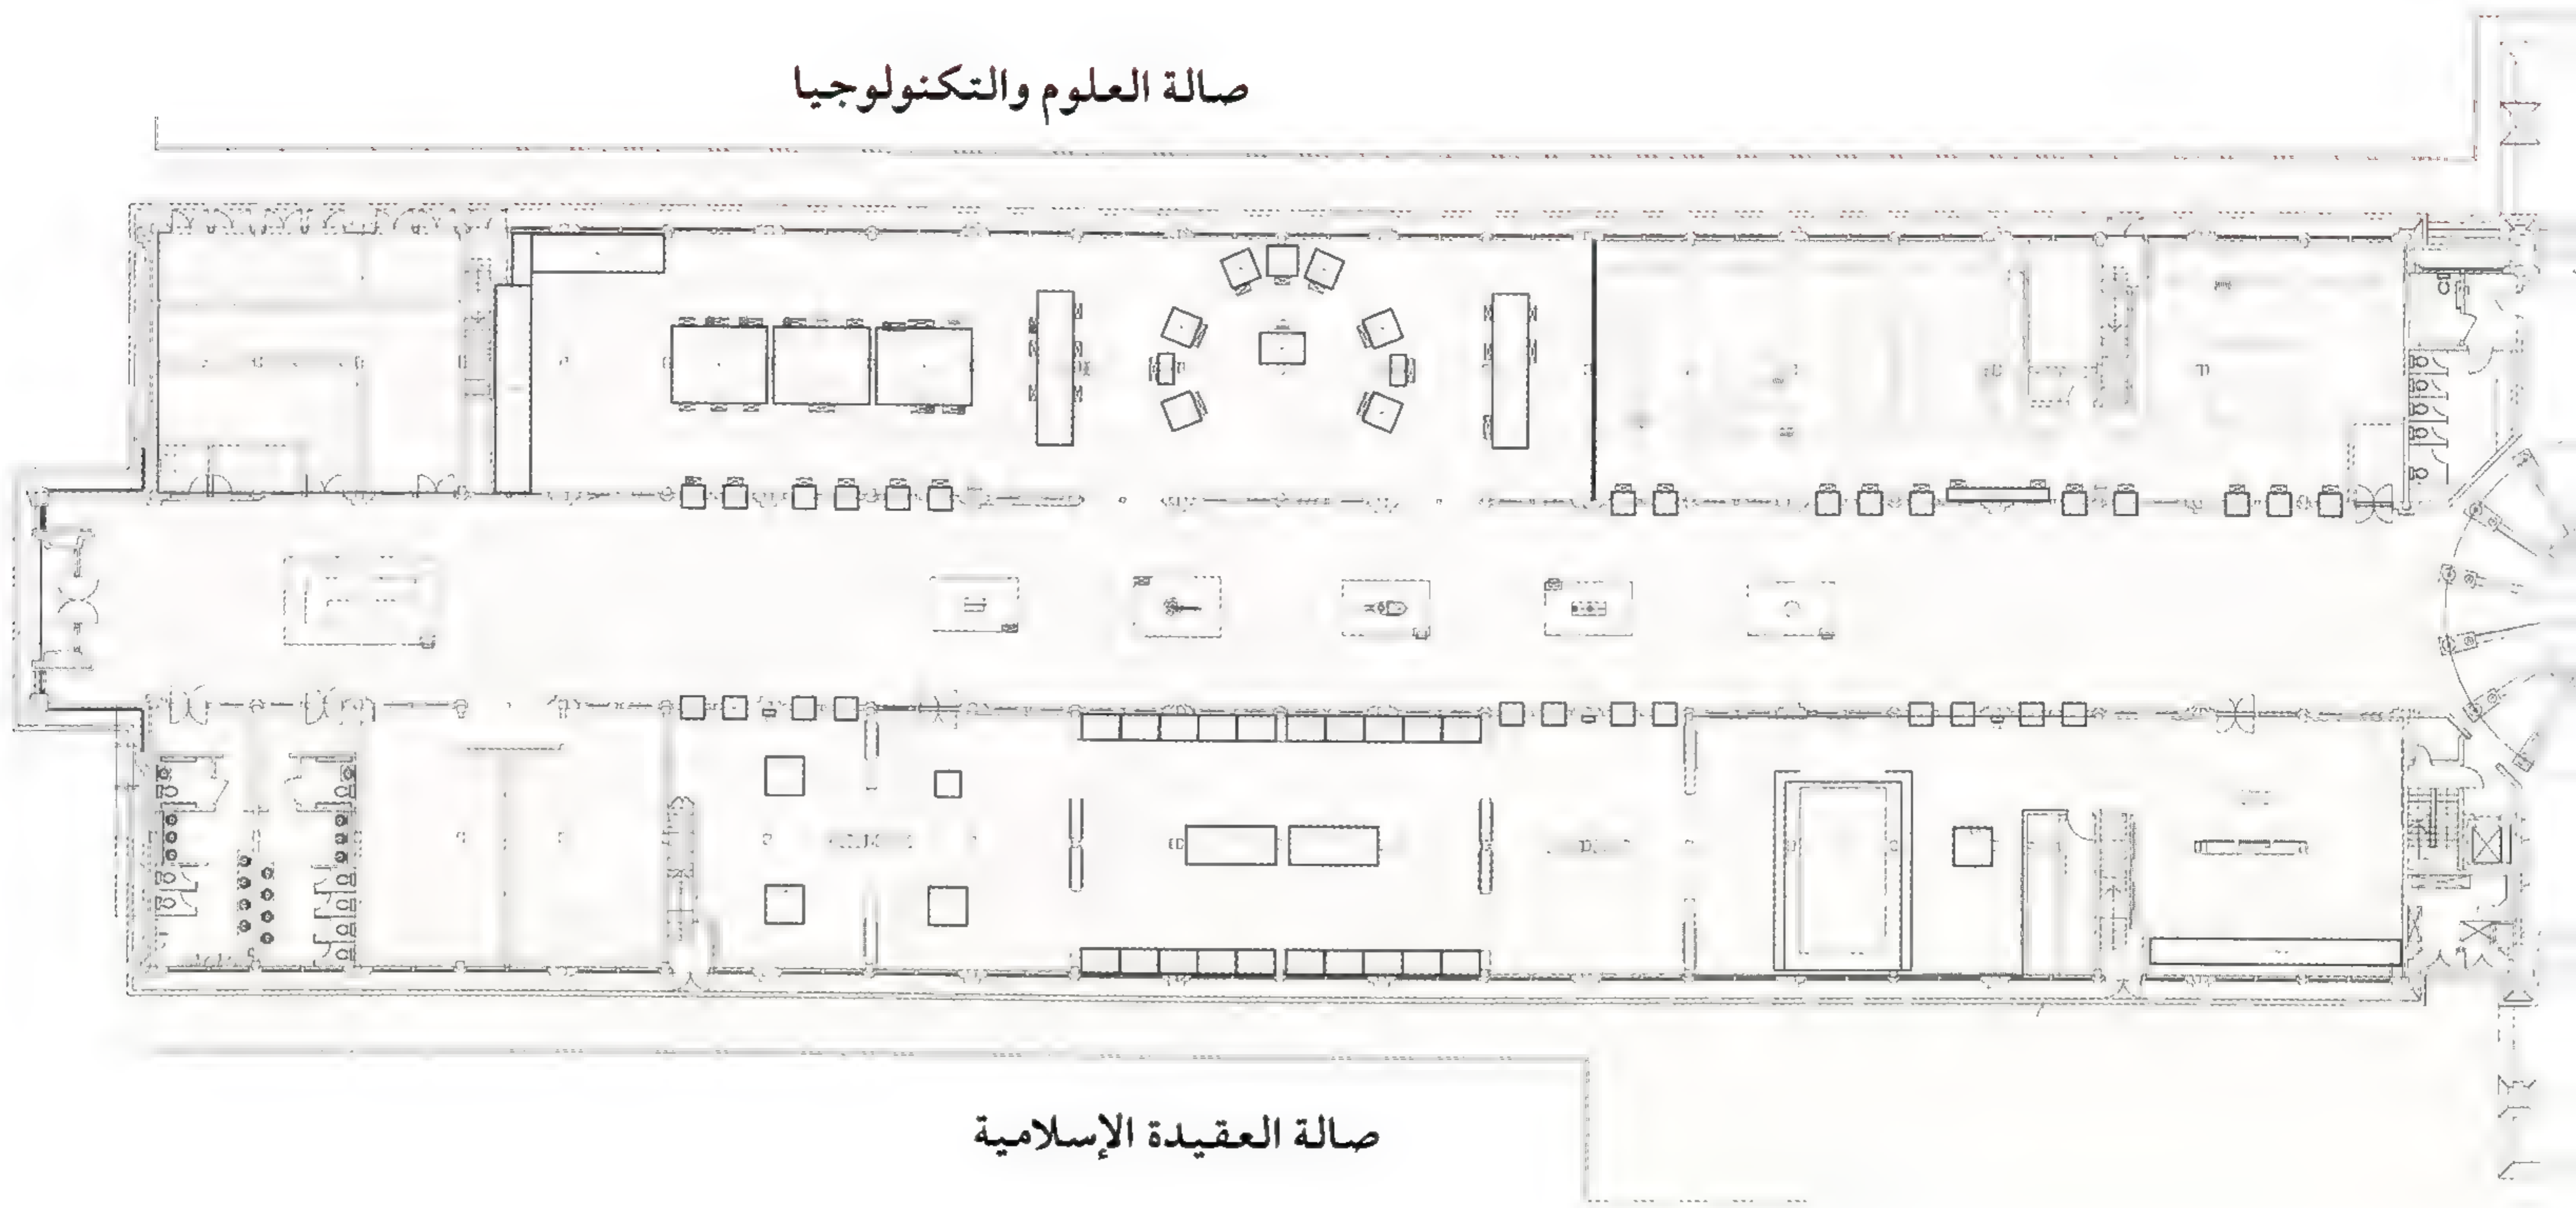 صالة العلوم والتكنولوجيا
صالة العقيدة الإسلامية